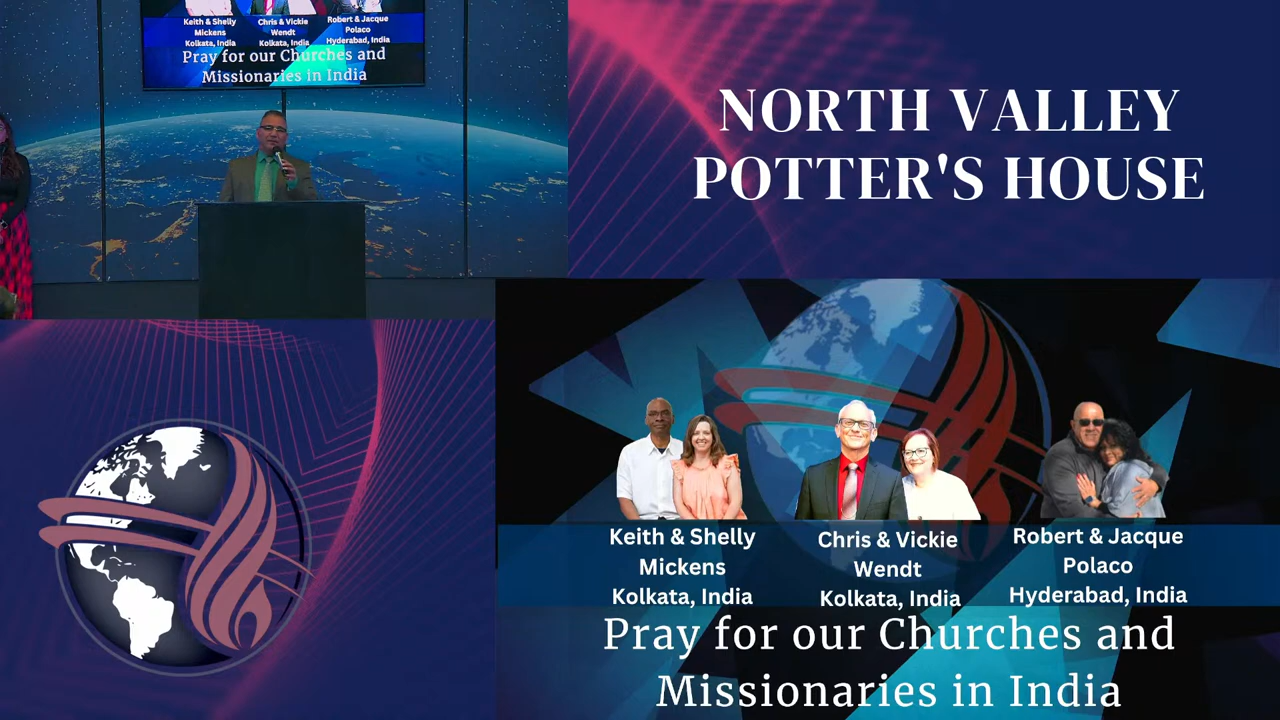 Keith & Shelly
Mickens
Kolkata, India
Chris & Vickie
Wendt
Kolkata, India
Robert & Jacque
Polaco
Hyderabad, India
Pray for our Churches and
Missionaries in India
NORTH VALLEY
POTTER'S HOUSE
Keith & Shelly
Mickens
Kolkata, India
Chris & Vickie
Wendt
Kolkata, India
Robert & Jacque
Polaco
Hyderabad, India
Pray for our Churches and
Missionaries in India